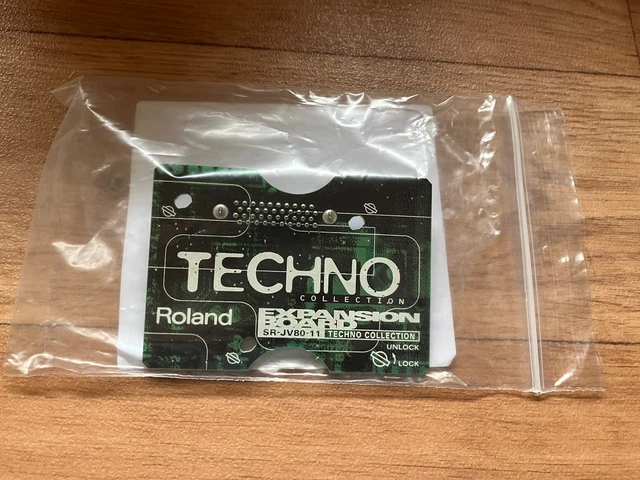 TECHNO
COLLECTION
Roland
EXPANSION
BOARD
SR-JV80-11 TECHNO COLLECTION
UNLOCK
LOCK